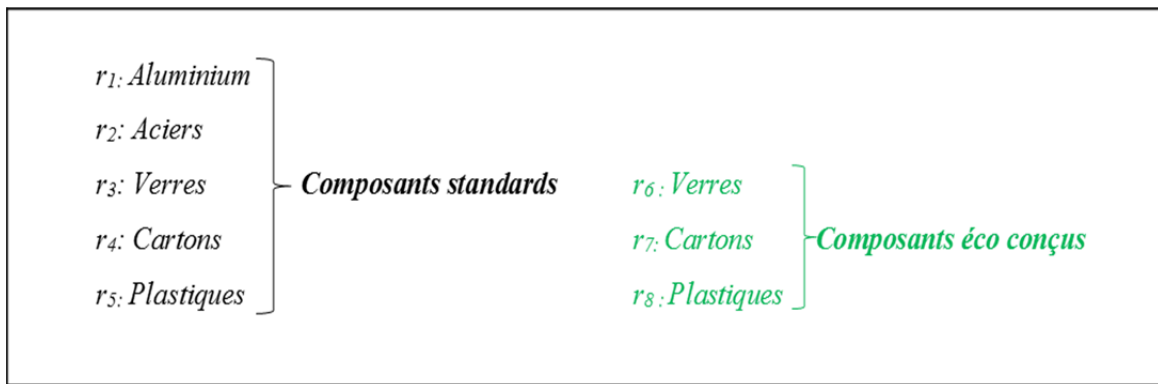 r1: Aluminium
r2: Aciers
r3: Verres
r4: Cartons
r5: Plastiques
Composants standards
r6 : Verres
r7: Cartons
r8 : Plastiques
Composants éco conçus